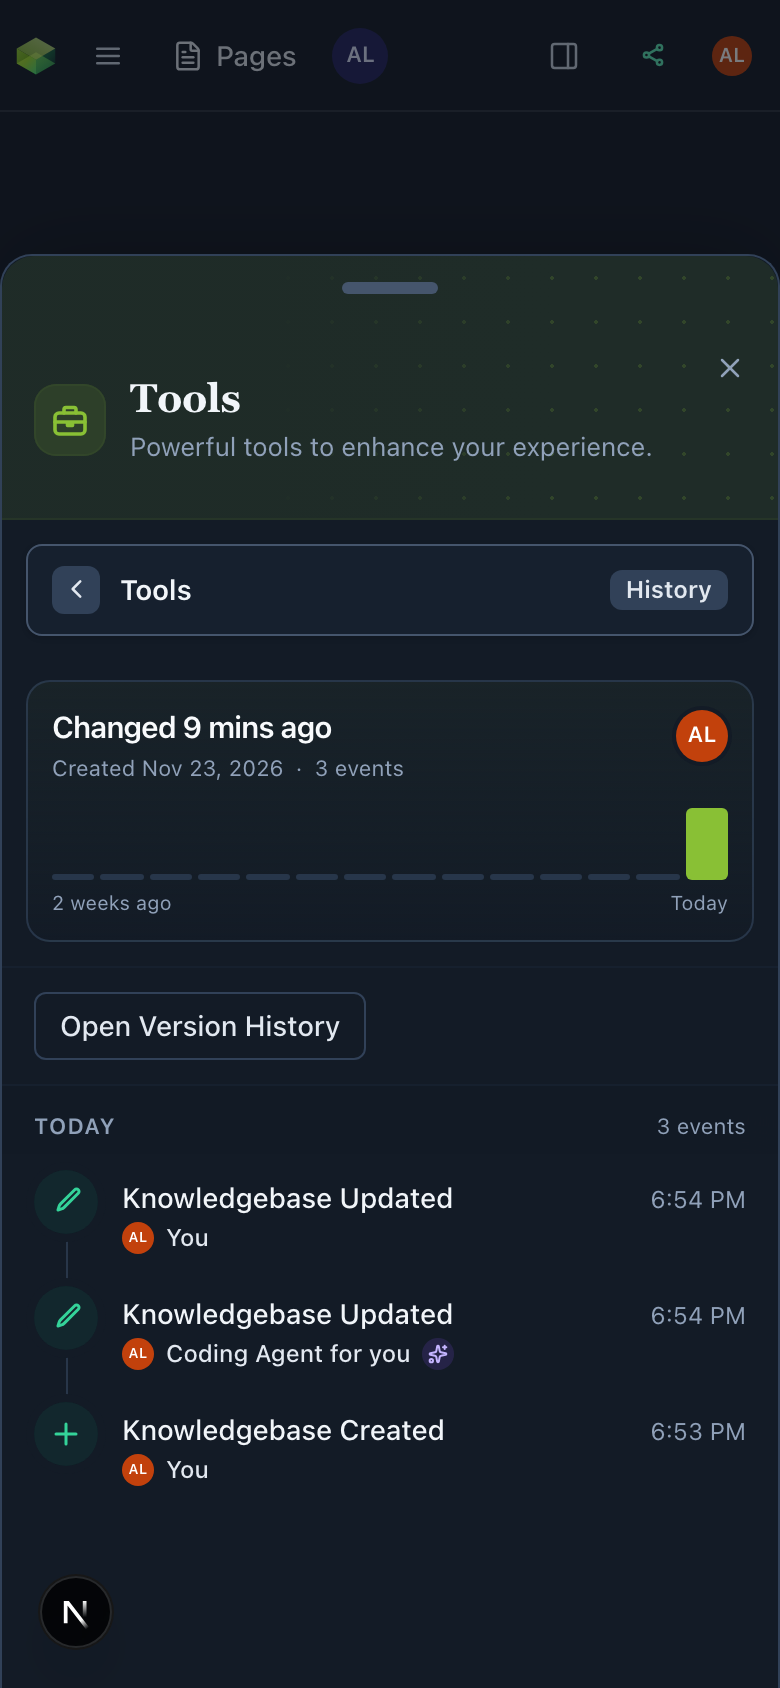 Pages
AL
AL
Tools
Powerful tools to enhance your experience.
Tools
History
Changed 9 mins ago
AL
Created Nov 23, 2026 · 3 events
2 weeks ago
Today
Open Version History
TODAY
3 events
Knowledgebase Updated
6:54 PM
AL
You
Knowledgebase Updated
6:54 PM
AL
Coding Agent for you
Knowledgebase Created
6:53 PM
AL
You
N